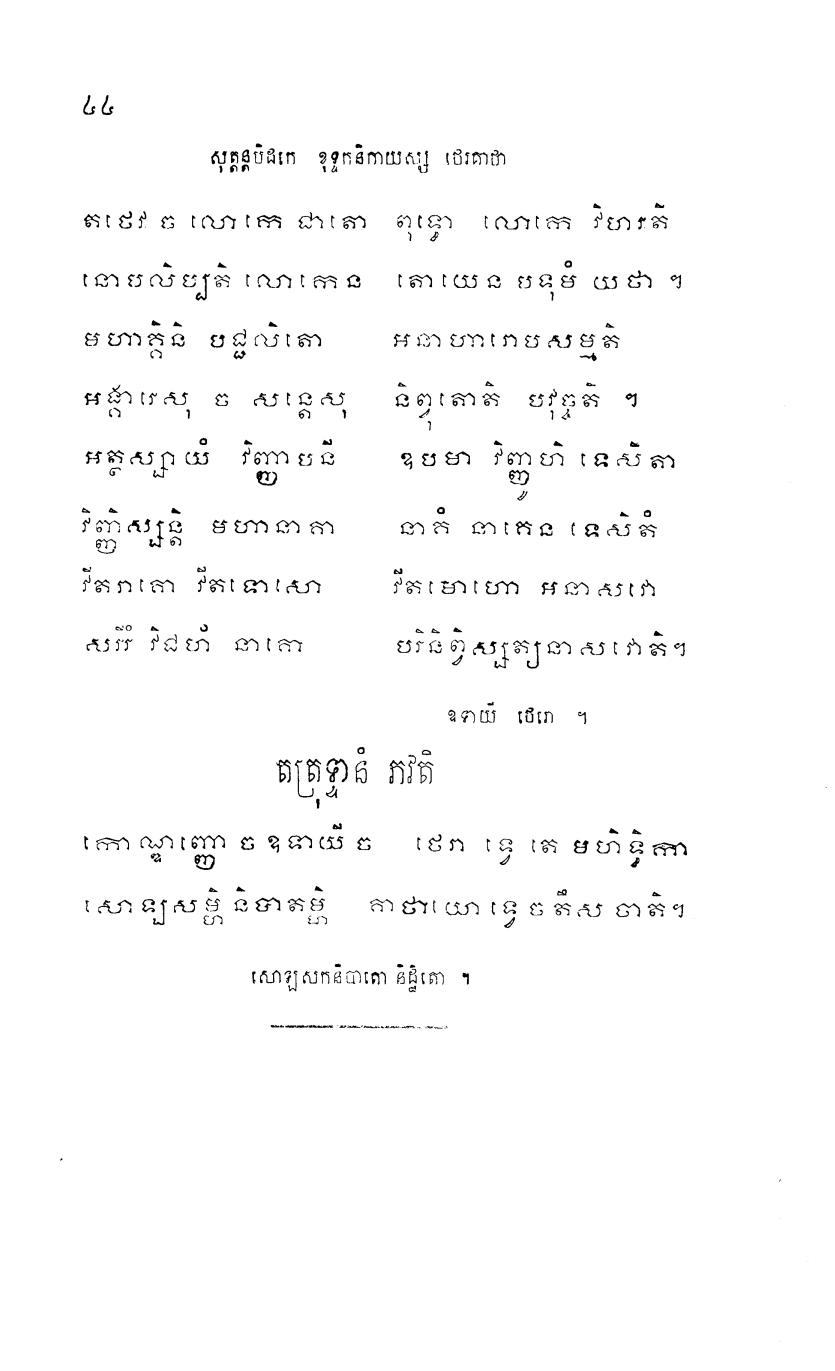 ៤៤
សុត្តន្តបិដកេ ខុទ្ទកនិកាយស្ស ថេរគាថា
តថេវ ច លោកេ ជាតោ ពុទ្ធោ លោកេ វិហរតិ
នោបលិប្បតិ លោកេន តោយេន បទុមំ យថា ។
មហាគ្គិនិ បជ្ជលិតោ អនាហារោបសម្មតិ
អង្គារេសុ ច សន្តេសុ និព្វុតោតិ បវុច្ចតិ ។
អត្ថស្សាយំ វិញ្ញាបនី ឧបមា វិញ្ញូហិ ទេសិតា
វិញ្ញិស្សន្តិ មហានាគា នាគំ នាគេន ទេសិតំ
វីតរាគោ វីតទោសោ វីតមោហោ អនាសវោ
សរីរំ វិជហំ នាគោ បរិនិព្វិស្សត្យនាសវោតិ។
ឧទាយី ថេរោ ។
តត្រុទ្ទានំ ភវតិ
កោណ្ឌញ្ញោ ច ឧទាយី ច ថេរា ទ្វេ តេ មហិទ្ធិកា
សោឡសម្ហិ និបាតម្ហិ គាថាយោ ទ្វេ ច តឹស ចាតិ។
សោឡសកនិបាតោ និដ្ឋិតោ ។